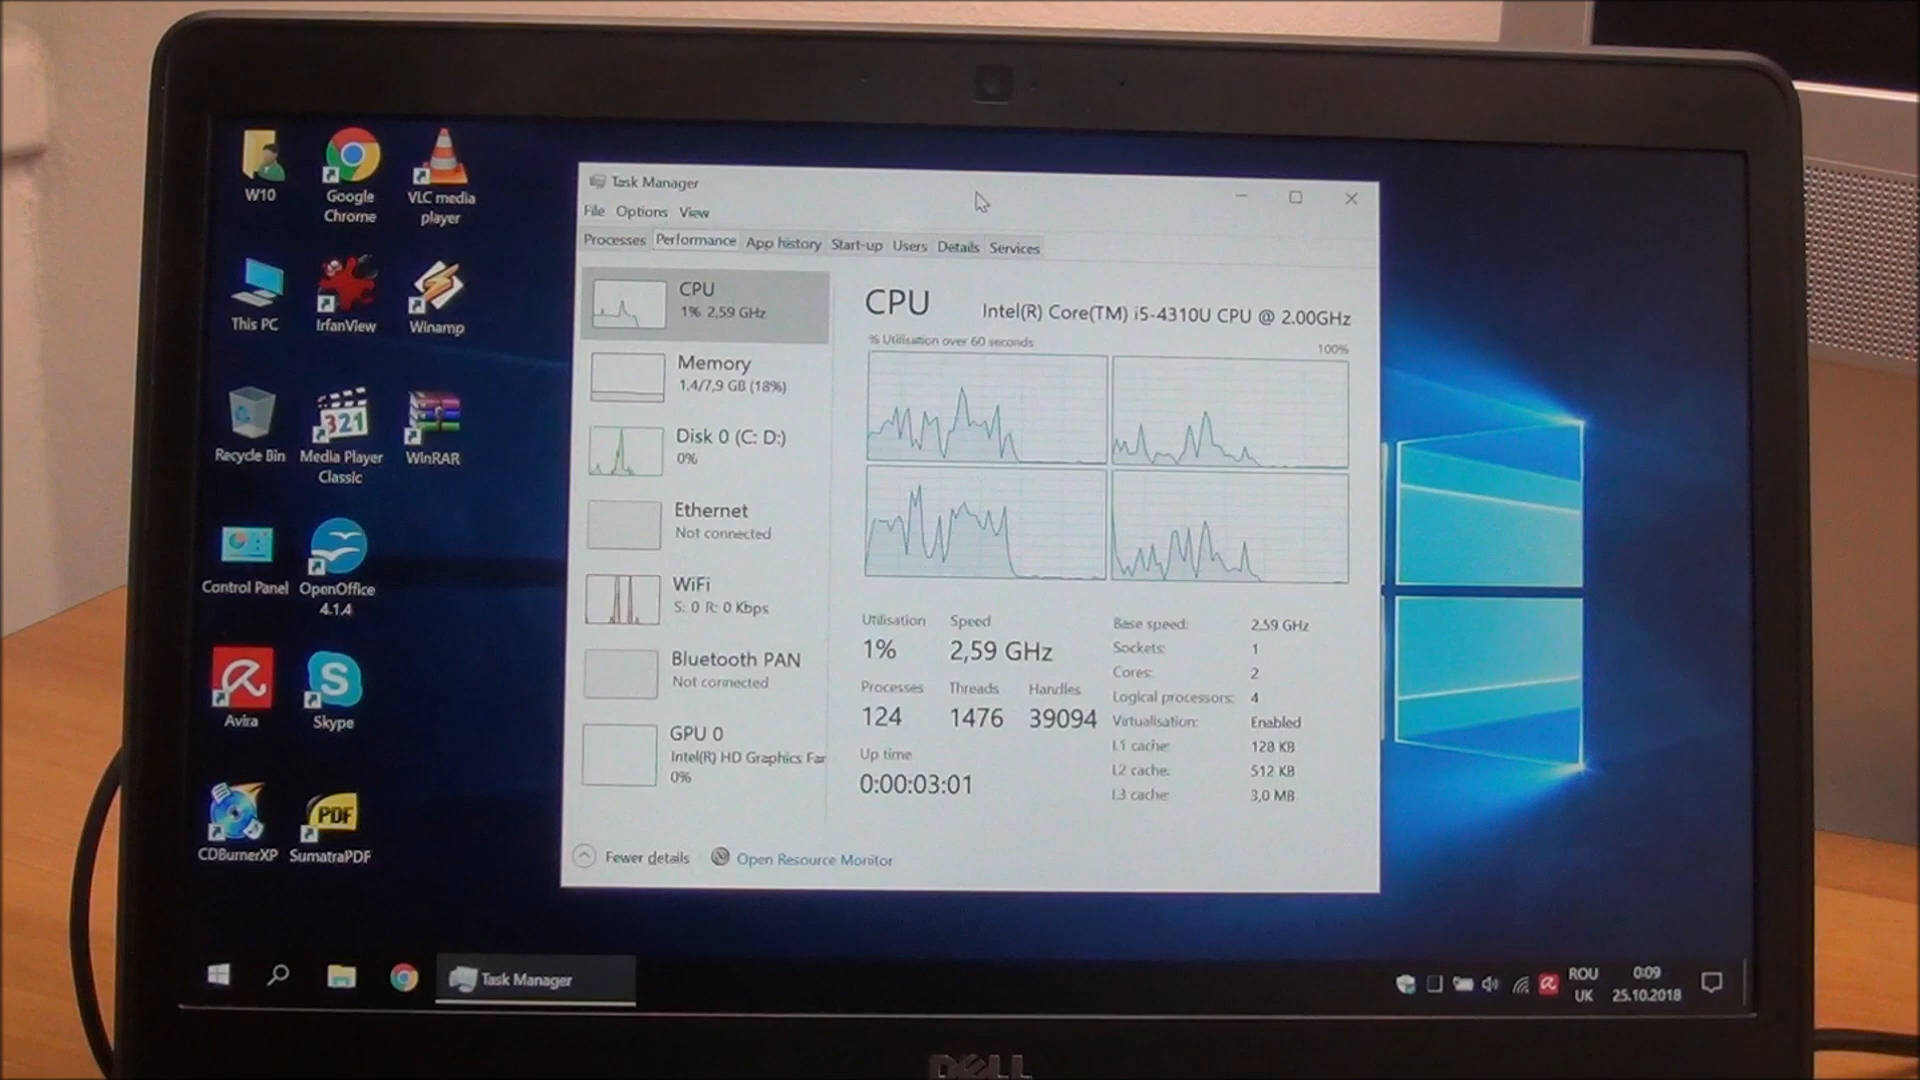 W10
Google
Chrome
VLC media
player
This PC
IrfanView
Winamp
Recycle Bin
321
Media Player
Classic
WinRAR
Control Panel
OpenOffice
4.1.4
Avira
S
Skype
CDBurnerXP
PDF
SumatraPDF
Task Manager
File Options View
Processes Performance App history Start-up Users Details Services
CPU
1% 2,59 GHz
Memory
1,4/7,9 GB (18%)
Disk 0 (C: D:)
0%
Ethernet
Not connected
WiFi
S: 0 R: 0 Kbps
Bluetooth PAN
Not connected
GPU 0
Intel(R) HD Graphics Far
0%
CPU Intel(R) Core(TM) i5-4310U CPU @ 2.00GHz
% Utilisation over 60 seconds 100%
Utilisation Speed
1% 2,59 GHz
Processes Threads Handles
124 1476 39094
Up time
0:00:03:01
Base speed: 2,59 GHz
Sockets: 1
Cores: 2
Logical processors: 4
Virtualisation: Enabled
L1 cache: 128 KB
L2 cache: 512 KB
L3 cache: 3,0 MB
Fewer details Open Resource Monitor
Task Manager
ROU
UK
0:09
25.10.2018
DELL